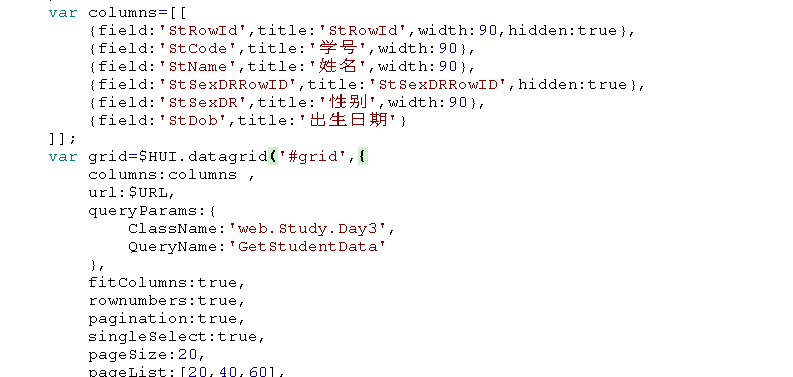 var columns=[[
{field:'StRowId',title:'StRowId',width:90,hidden:true},
{field:'StCode',title:'学号',width:90},
{field:'StName',title:'姓名',width:90},
{field:'StSexDRRowID',title:'StSexDRRowID',hidden:true},
{field:'StSexDR',title:'性别',width:90},
{field:'StDob',title:'出生日期'}
]];
var grid=$HUI.datagrid('#grid',{
columns:columns ,
url:$URL,
queryParams:{
ClassName:'web.Study.Day3',
QueryName:'GetStudentData'
},
fitColumns:true,
rownumbers:true,
pagination:true,
singleSelect:true,
pageSize:20,
pageList:[20,40,60],